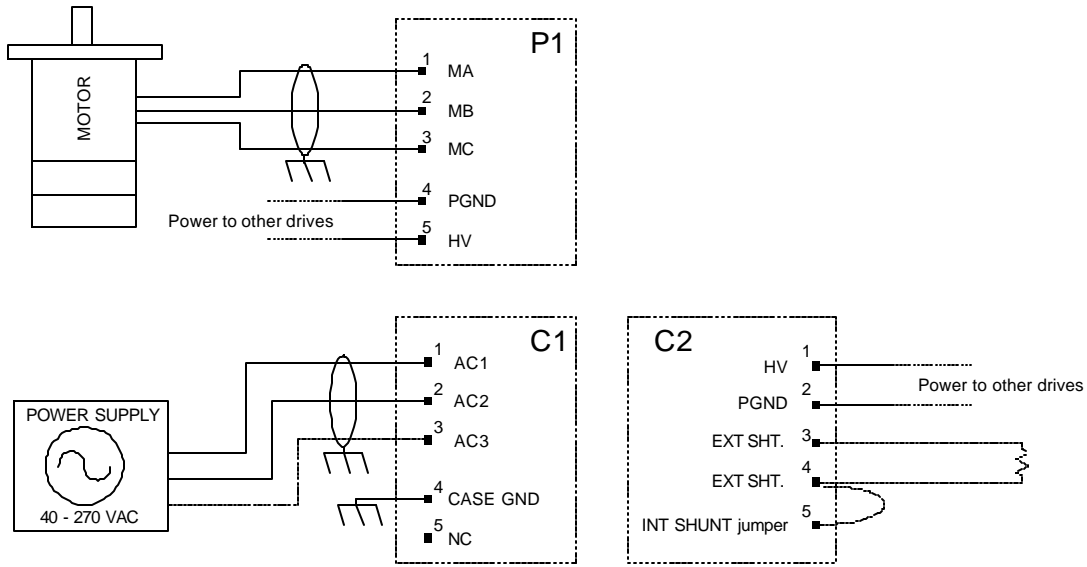 P1
MOTOR
1 MA
2 MB
3 MC
4 PGND
Power to other drives
5 HV
C1
1 AC1
2 AC2
3 AC3
4 CASE GND
5 NC
POWER SUPPLY
40 - 270 VAC
C2
HV 1
Power to other drives
PGND 2
EXT SHT. 3
EXT SHT. 4
INT SHUNT jumper 5